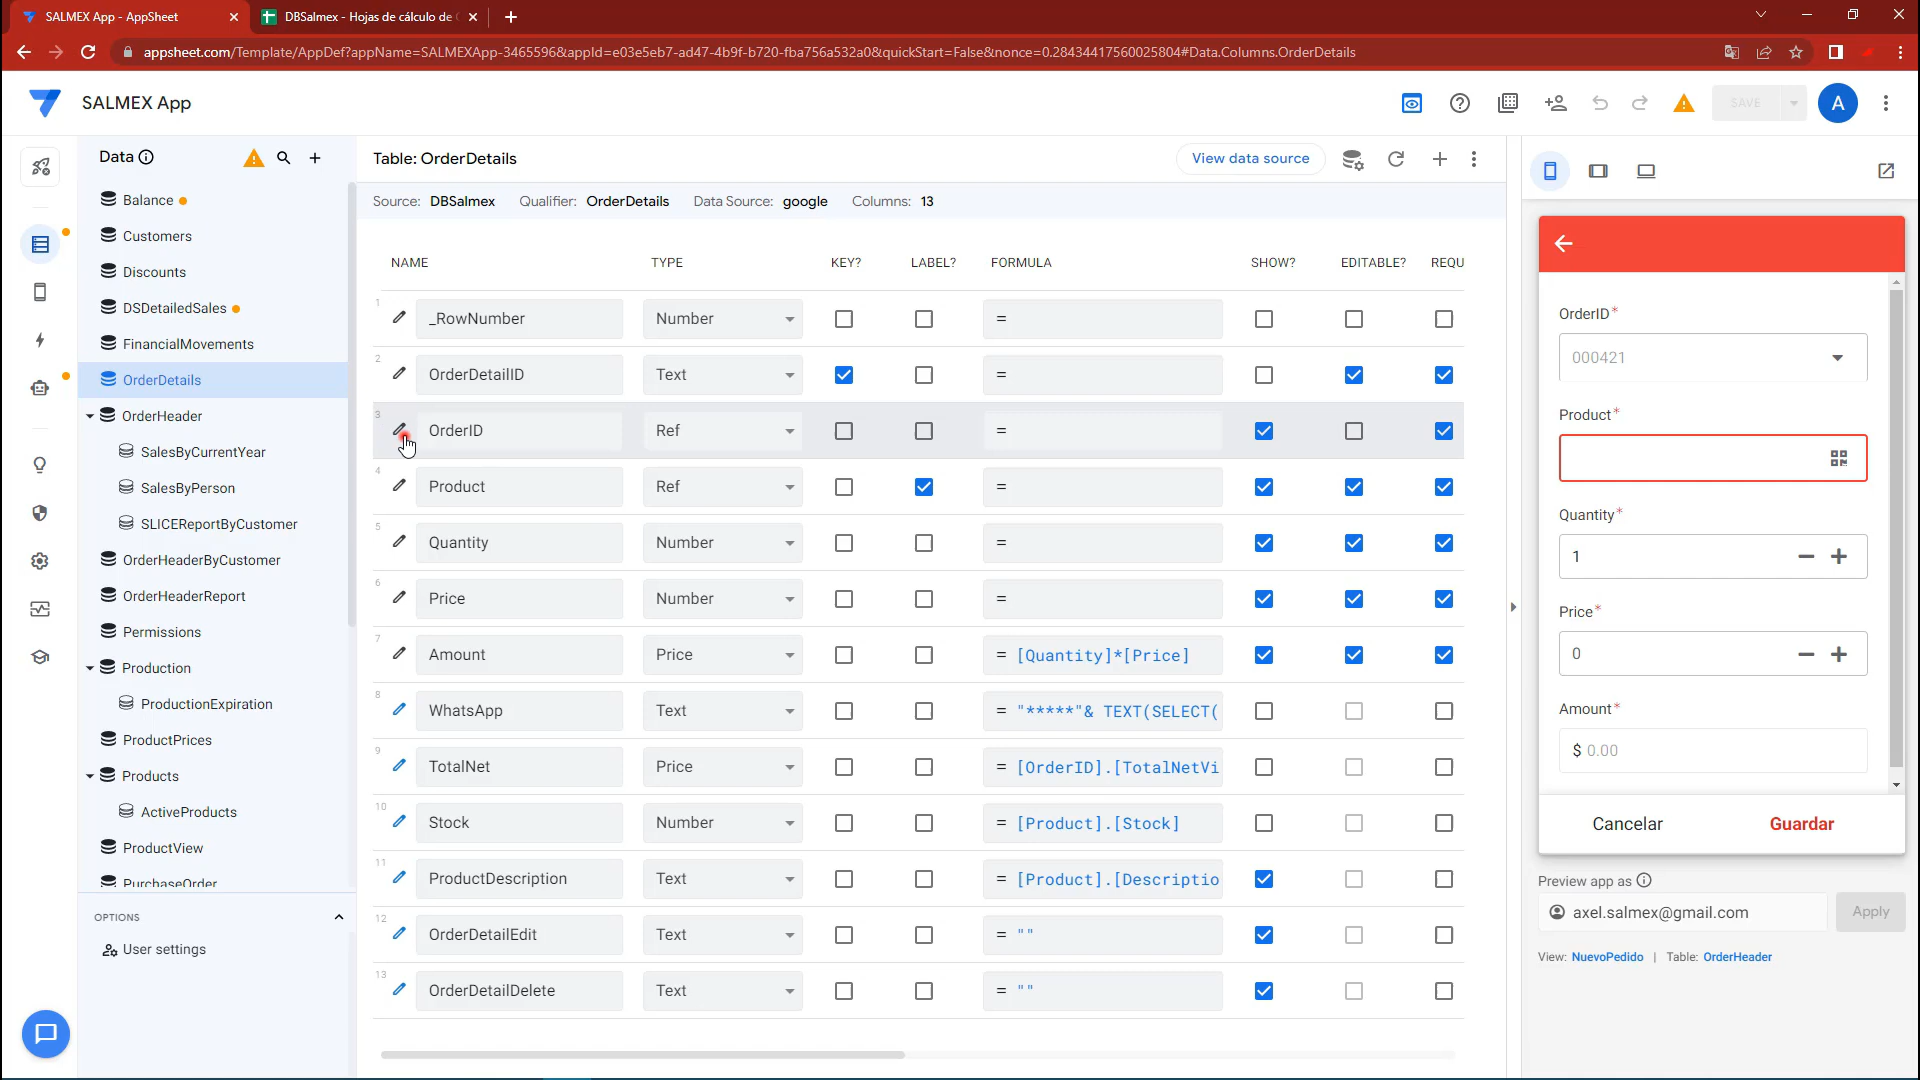 SALMEX App - AppSheet
DBSalmex - Hojas de cálculo de
appsheet.com/Template/AppDef?appName=SALMEXApp-3465596&appId=e03e5eb7-ad47-4b9f-b720-fba756a532a0&quickStart=False&nonce=0.28434417560025804#Data.Columns.OrderDetails
SALMEX App
SAVE
A
Data
Balance
Customers
Discounts
DSDetailedSales
FinancialMovements
OrderDetails
OrderHeader
SalesByCurrentYear
SalesByPerson
SLICEReportByCustomer
OrderHeaderByCustomer
OrderHeaderReport
Permissions
Production
ProductionExpiration
ProductPrices
Products
ActiveProducts
ProductView
PurchaseOrder
OPTIONS
User settings
Table: OrderDetails
View data source
Source: DBSalmex Qualifier: OrderDetails Data Source: google Columns: 13
NAME TYPE KEY? LABEL? FORMULA SHOW? EDITABLE? REQU
1 _RowNumber Number =
2 OrderDetailID Text =
3 OrderID Ref =
4 Product Ref =
5 Quantity Number =
6 Price Number =
7 Amount Price = [Quantity]*[Price]
8 WhatsApp Text = "*****"& TEXT(SELECT(
9 TotalNet Price = [OrderID].[TotalNetVi
10 Stock Number = [Product].[Stock]
11 ProductDescription Text = [Product].[Descriptio
12 OrderDetailEdit Text = ""
13 OrderDetailDelete Text = ""
OrderID*
000421
Product*
Quantity*
1
Price*
0
Amount*
$ 0.00
Cancelar Guardar
Preview app as
axel.salmex@gmail.com Apply
View: NuevoPedido | Table: OrderHeader